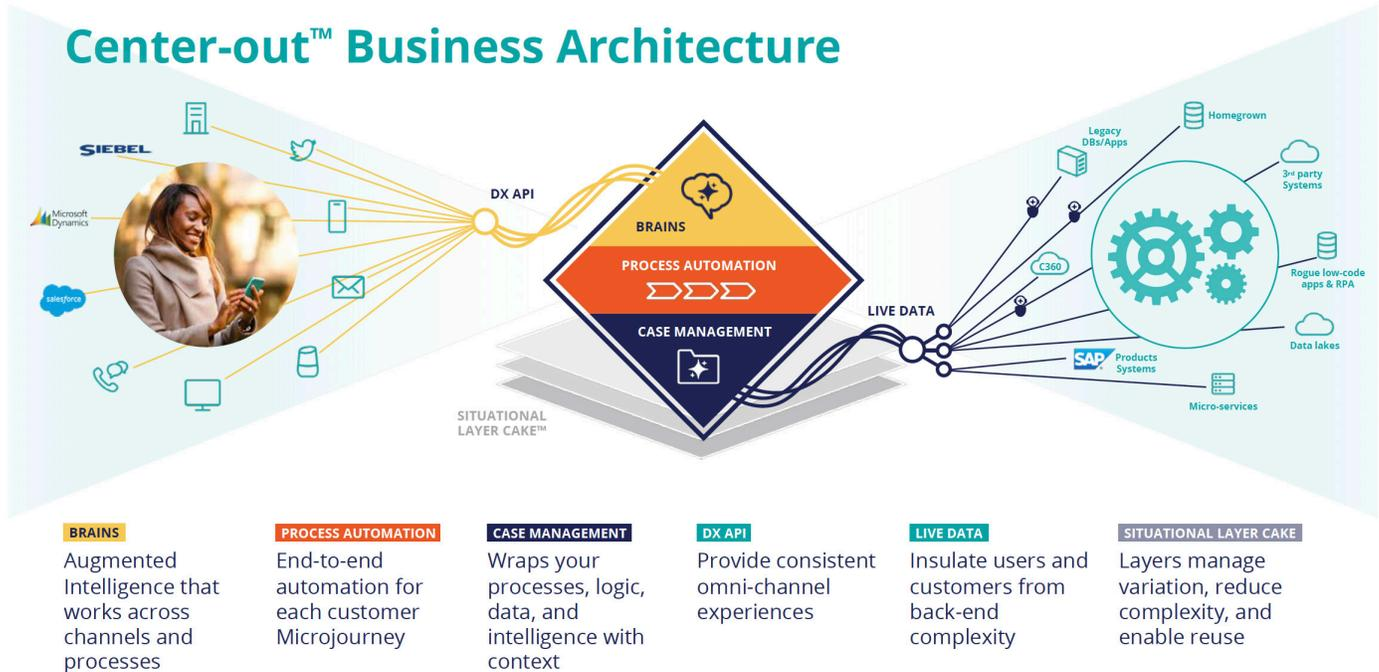 Center-out™ Business Architecture
SIEBEL
Microsoft
Dynamics
salesforce
DX API
BRAINS
PROCESS AUTOMATION
CASE MANAGEMENT
SITUATIONAL
LAYER CAKE™
LIVE DATA
Legacy
DBs/Apps
Homegrown
3rd party
Systems
C360
Rogue low-code
apps & RPA
Data lakes
SAP
Products
Systems
Micro-services
BRAINS
Augmented
Intelligence that
works across
channels and
processes
PROCESS AUTOMATION
End-to-end
automation for
each customer
Microjourney
CASE MANAGEMENT
Wraps your
processes, logic,
data, and
intelligence with
context
DX API
Provide consistent
omni-channel
experiences
LIVE DATA
Insulate users and
customers from
back-end
complexity
SITUATIONAL LAYER CAKE
Layers manage
variation, reduce
complexity, and
enable reuse